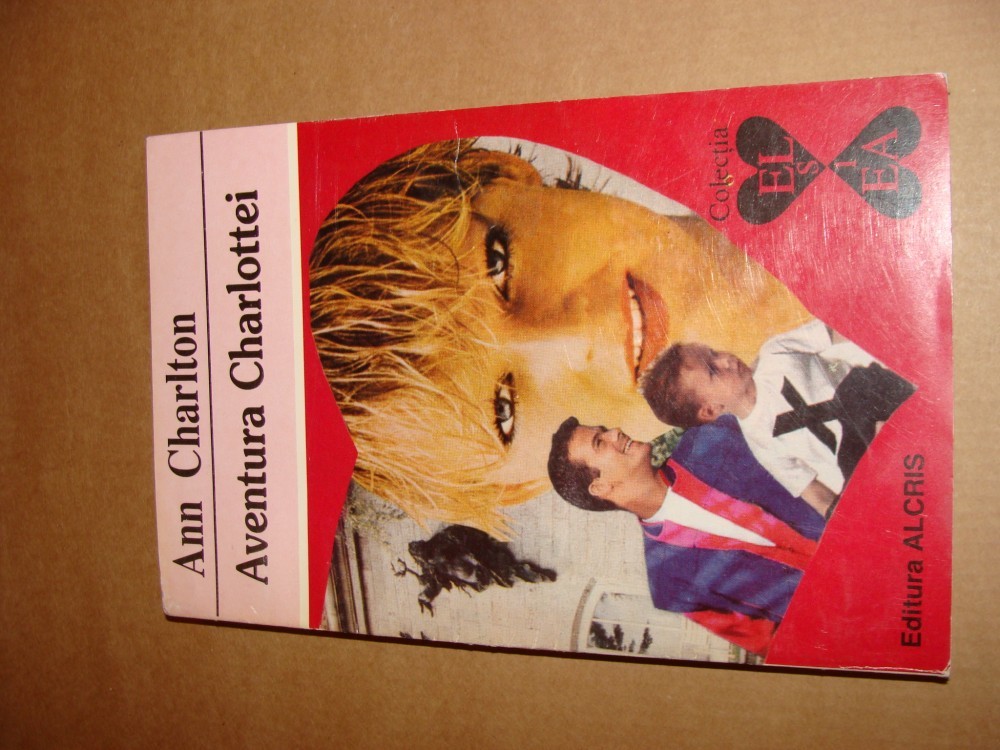 Ann Charlton
Aventura Charlottei
Colecția
EL ȘI EA
Editura ALCRIS